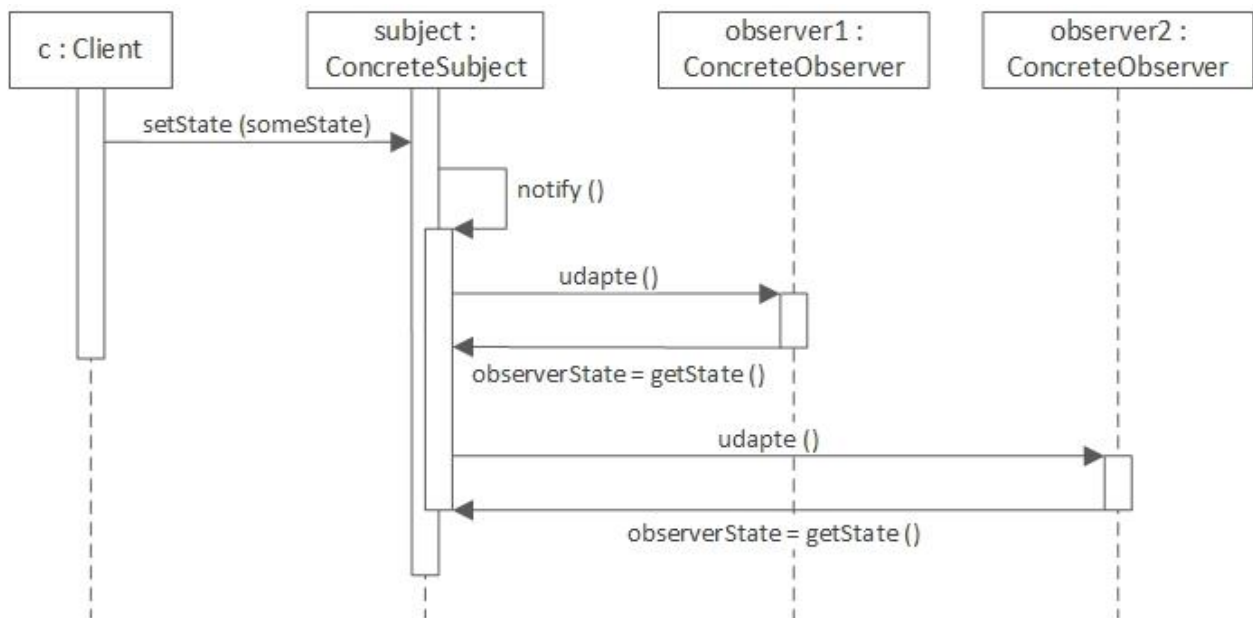 c : Client
subject :
ConcreteSubject
observer1 :
ConcreteObserver
observer2 :
ConcreteObserver
setState (someState)
notify ()
udapte ()
observerState = getState ()
udapte ()
observerState = getState ()